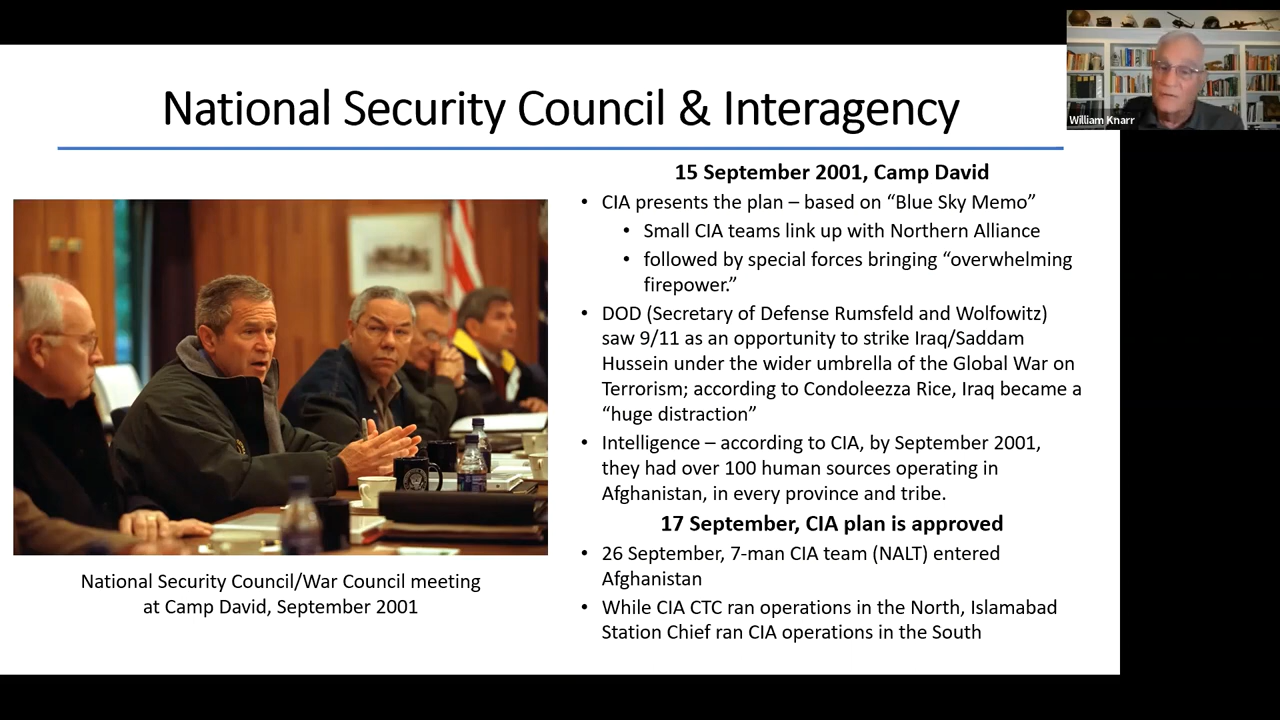 National Security Council & Interagency
William Knarr
15 September 2001, Camp David
• CIA presents the plan – based on “Blue Sky Memo”
• Small CIA teams link up with Northern Alliance
• followed by special forces bringing “overwhelming
firepower.”
• DOD (Secretary of Defense Rumsfeld and Wolfowitz)
saw 9/11 as an opportunity to strike Iraq/Saddam
Hussein under the wider umbrella of the Global War on
Terrorism; according to Condoleezza Rice, Iraq became a
“huge distraction”
• Intelligence – according to CIA, by September 2001,
they had over 100 human sources operating in
Afghanistan, in every province and tribe.
17 September, CIA plan is approved
• 26 September, 7-man CIA team (NALT) entered
Afghanistan
• While CIA CTC ran operations in the North, Islamabad
Station Chief ran CIA operations in the South
National Security Council/War Council meeting
at Camp David, September 2001